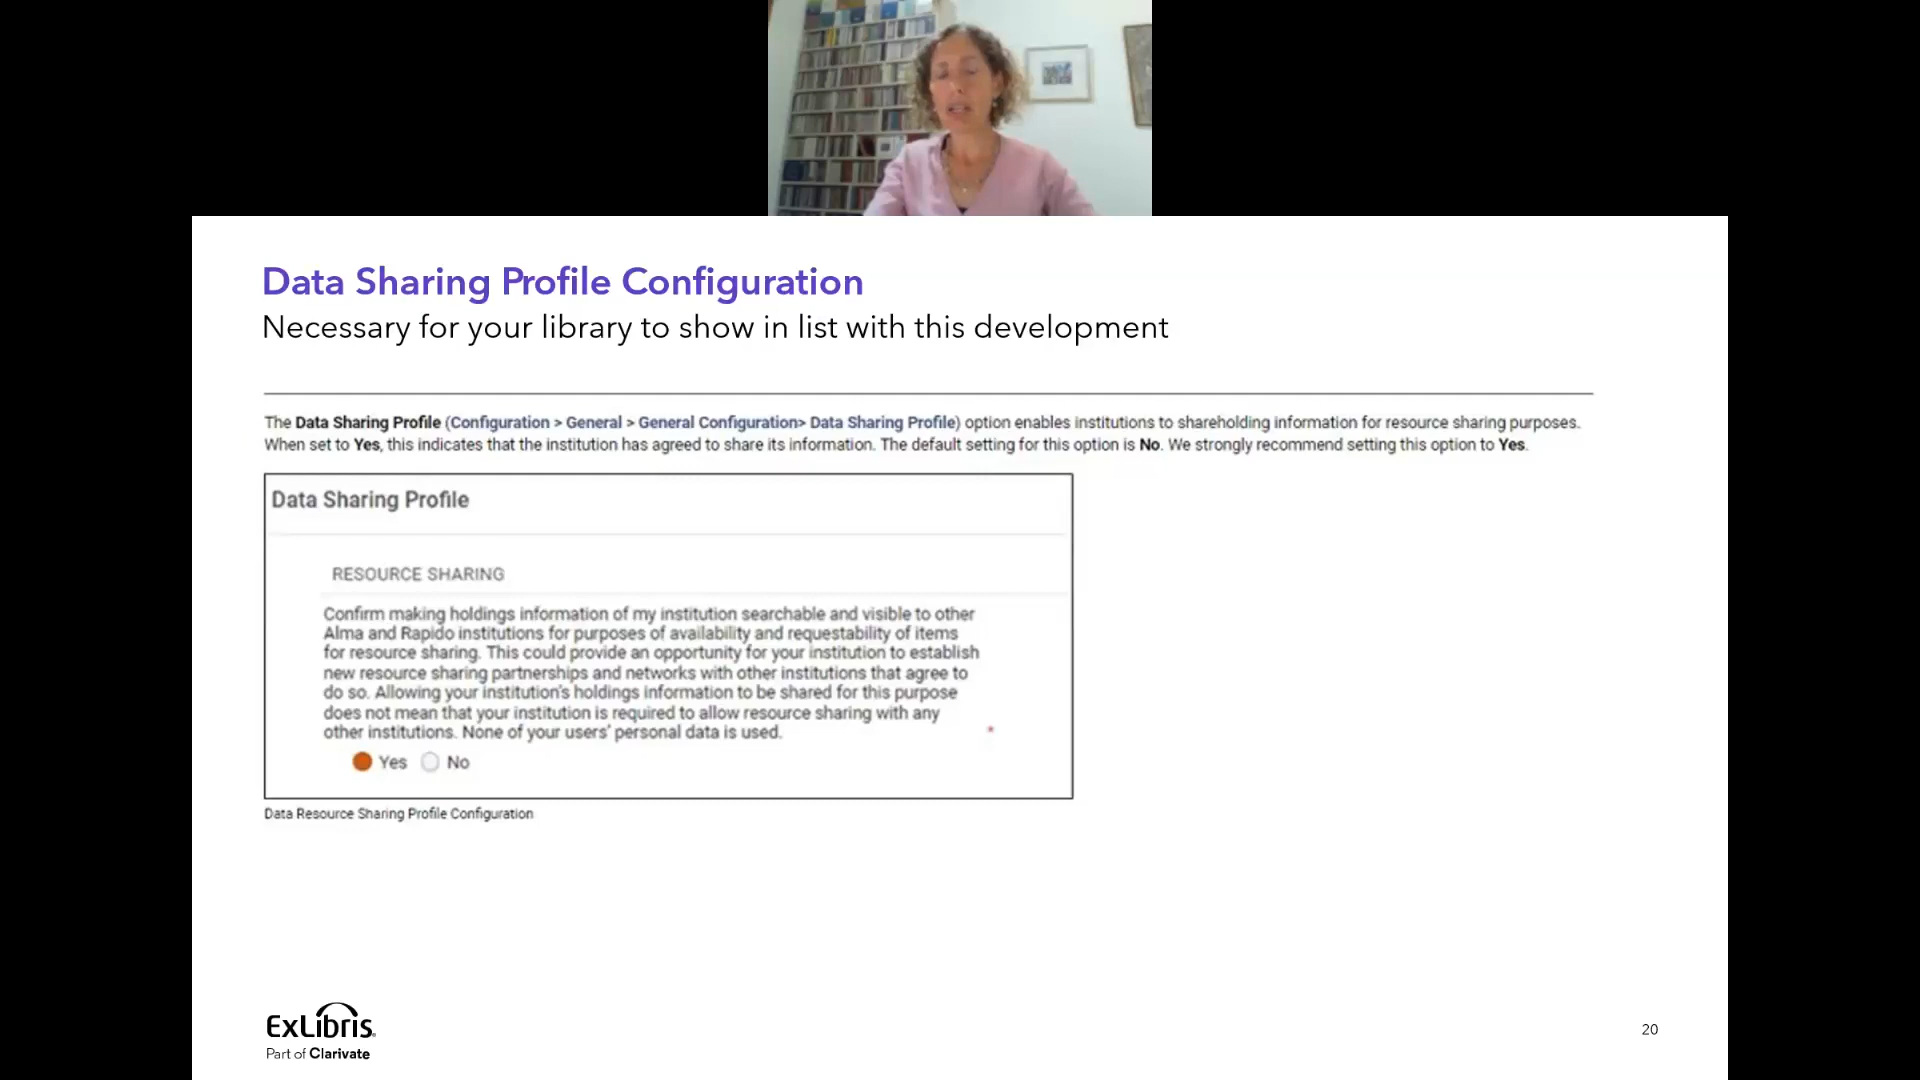 Data Sharing Profile Configuration
Necessary for your library to show in list with this development
The Data Sharing Profile (Configuration > General > General Configuration> Data Sharing Profile) option enables institutions to shareholding information for resource sharing purposes.
When set to Yes, this indicates that the institution has agreed to share its information. The default setting for this option is No. We strongly recommend setting this option to Yes.
Data Sharing Profile
RESOURCE SHARING
Confirm making holdings information of my institution searchable and visible to other
Alma and Rapido institutions for purposes of availability and requestability of items
for resource sharing. This could provide an opportunity for your institution to establish
new resource sharing partnerships and networks with other institutions that agree to
do so. Allowing your institution's holdings information to be shared for this purpose
does not mean that your institution is required to allow resource sharing with any
other institutions. None of your users' personal data is used. *
Yes No
Data Resource Sharing Profile Configuration
ExLibris
Part of Clarivate
20